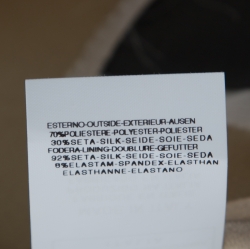 ESTERNO-OUTSIDE-EXTERIEUR-AUSEN
70%POLIESTERE-POLYESTER-POLIESTER
30%SETA-SILK-SEIDE-SOIE-SEDA
FODERA-LINING-DOUBLURE-GEFUTTER
92%SETA-SILK-SEIDE-SOIE-SEDA
8%ELASTAM-SPANDEX-ELASTHAN
ELASTHANNE-ELASTANO